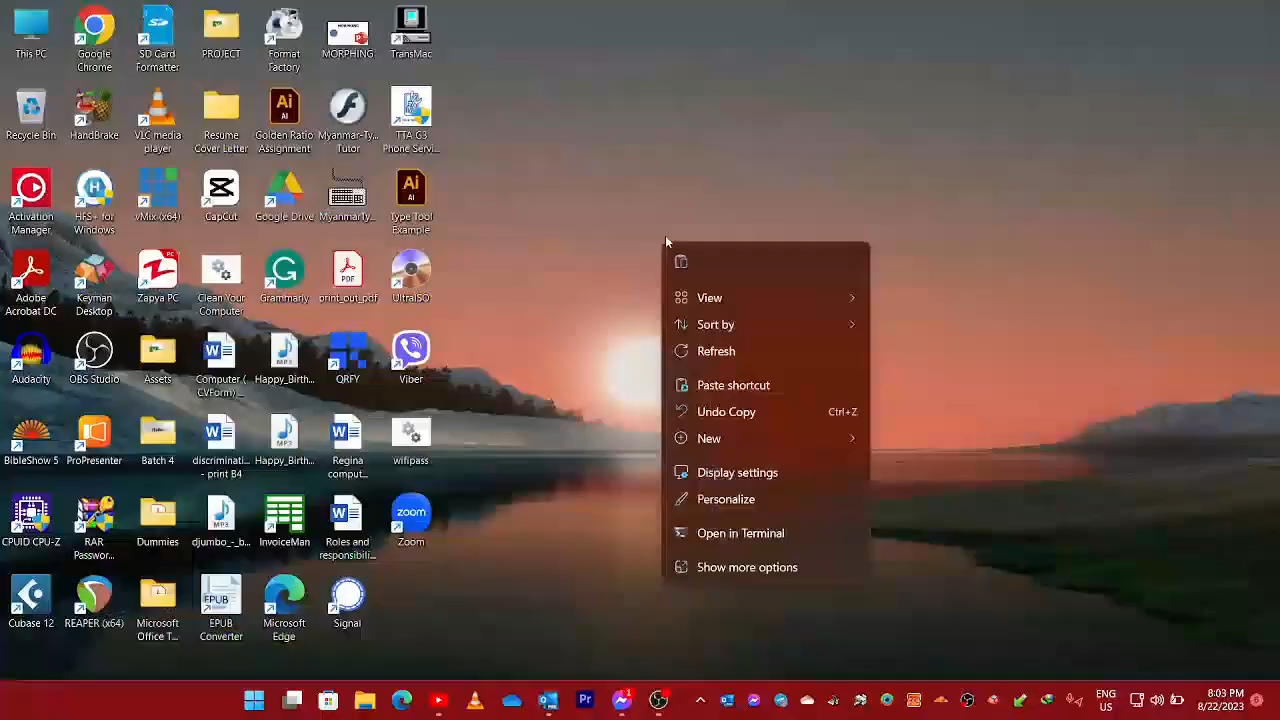 This PC
Google
Chrome
SD Card
Formatter
PROJECT
Format
Factory
MORPHING
TransMac
Recycle Bin
HandBrake
VLC media
player
Resume
Cover Letter
Golden Ratio
Assignment
Myanmar-Ty...
Tutor
TTA G3
Phone Servi...
Activation
Manager
HFS+ for
Windows
vMix (x64)
CapCut
Google Drive
MyanmarTy...
Type Tool
Example
Adobe
Acrobat DC
Keyman
Desktop
Zapya PC
Clean Your
Computer
Grammarly
print_out_pdf
UltraISO
Audacity
OBS Studio
Assets
Computer (
CVForm) _...
Happy_Birth...
QRFY
Viber
BibleShow 5
ProPresenter
Batch 4
discriminati...
- print B4
Happy_Birth...
Regina
comput...
wifipass
CPUID CPU-Z
RAR
Passwor...
Dummies
djumbo_-_b...
InvoiceMan
Roles and
responsibili...
Zoom
Cubase 12
REAPER (x64)
Microsoft
Office T...
EPUB
Converter
Microsoft
Edge
Signal
View
Sort by
Refresh
Paste shortcut
Undo Copy Ctrl+Z
New
Display settings
Personalize
Open in Terminal
Show more options
ENG
US
8:03 PM
8/22/2023